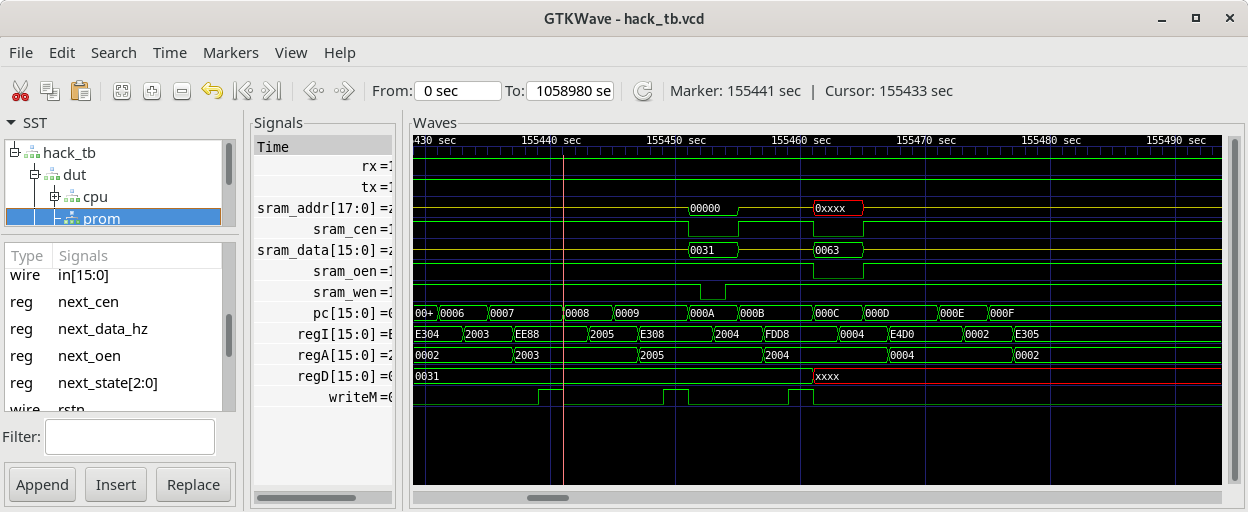 GTKWave - hack_tb.vcd
File Edit Search Time Markers View Help
From: 0 sec To: 1058980 se Marker: 155441 sec | Cursor: 155433 sec
SST
hack_tb
dut
cpu
prom
Type Signals
wire in[15:0]
reg next_cen
reg next_data_hz
reg next_oen
reg next_state[2:0]
wire rstn
Filter:
Append Insert Replace
Signals
Time
rx =1
tx =1
sram_addr[17:0] =z
sram_cen =1
sram_data[15:0] =z
sram_oen =1
sram_wen =1
pc[15:0] =0
regI[15:0] =E
regA[15:0] =2
regD[15:0] =0
writeM =0
Waves
430 sec 155440 sec 155450 sec 155460 sec 155470 sec 155480 sec 155490 sec
00000 0xxxx
0031 0063
00+ 0006 0007 0008 0009 000A 000B 000C 000D 000E 000F
E304 2003 EE88 2005 E308 2004 FDD8 0004 E4D0 0002 E305
0002 2003 2005 2004 0004 0002
0031 xxxx